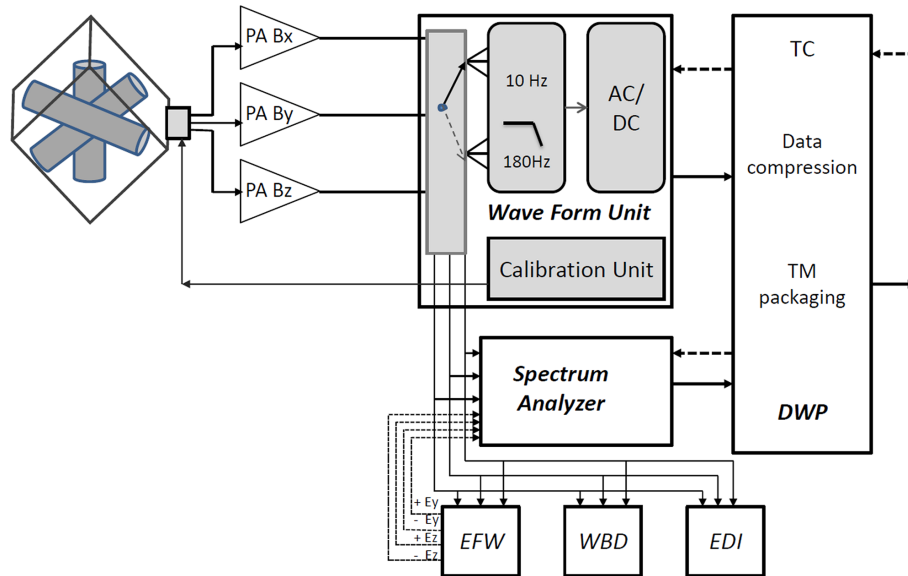 PA Bx
PA By
PA Bz
10 Hz
180Hz
AC/
DC
Wave Form Unit
Calibration Unit
TC
Data
compression
TM
packaging
DWP
Spectrum
Analyzer
+ Ey
- Ey
+ Ez
- Ez
EFW
WBD
EDI